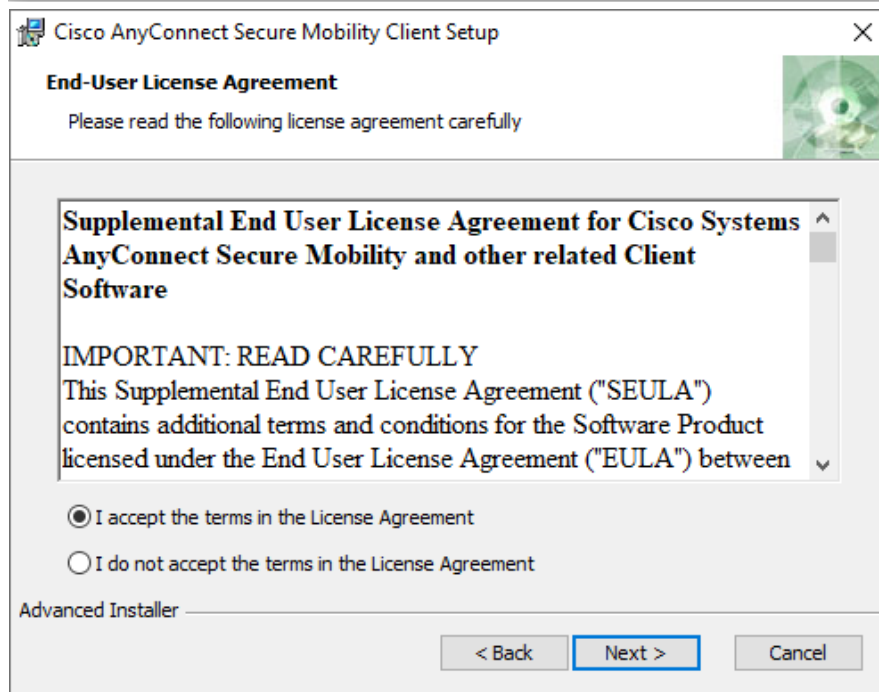 Cisco AnyConnect Secure Mobility Client Setup
End-User License Agreement
Please read the following license agreement carefully
Supplemental End User License Agreement for Cisco Systems
AnyConnect Secure Mobility and other related Client
Software
IMPORTANT: READ CAREFULLY
This Supplemental End User License Agreement ("SEULA")
contains additional terms and conditions for the Software Product
licensed under the End User License Agreement ("EULA") between
I accept the terms in the License Agreement
I do not accept the terms in the License Agreement
Advanced Installer
< Back
Next >
Cancel